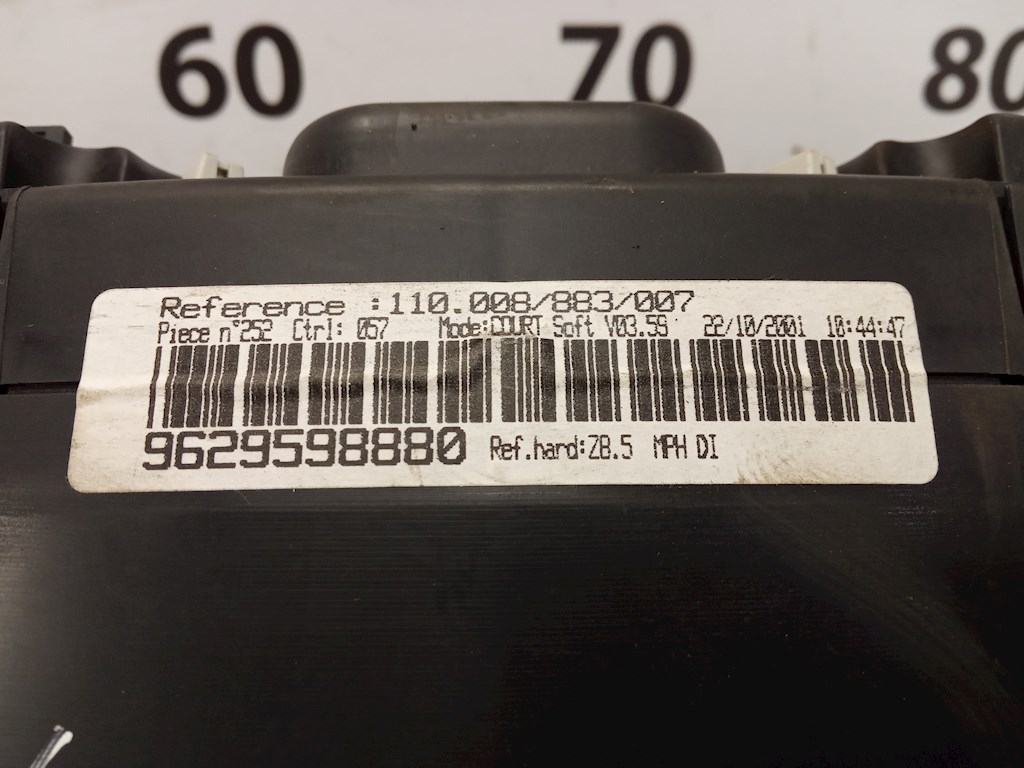 60 70 80
Reference :110.008/883/007
Piece n°252 Ctrl: 057 Mode:COURT Soft V03.59 22/10/2001 10:44:47
9629598880 Ref.hard:28.5 MPH DI